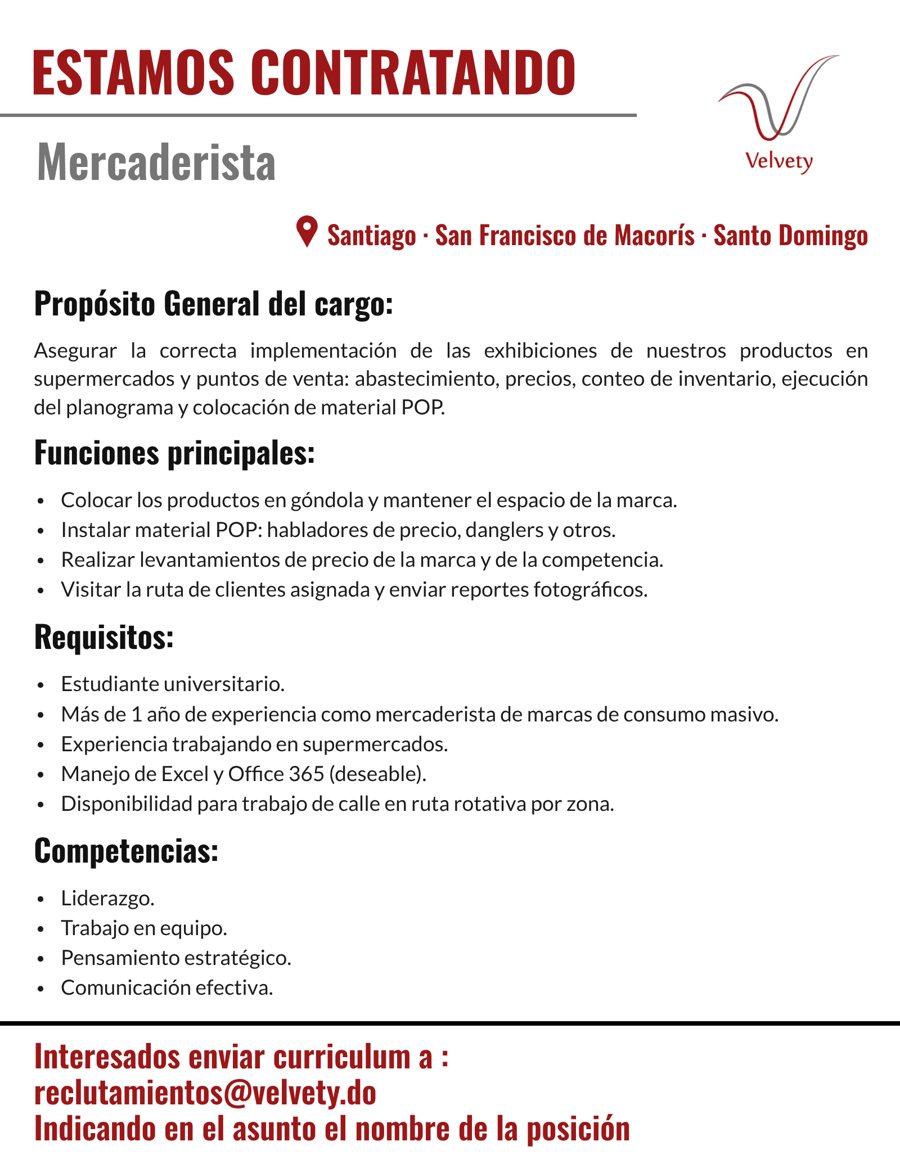 ESTAMOS CONTRATANDO
Velvety
Mercaderista
Santiago · San Francisco de Macorís · Santo Domingo
Propósito General del cargo:
Asegurar la correcta implementación de las exhibiciones de nuestros productos en
supermercados y puntos de venta: abastecimiento, precios, conteo de inventario, ejecución
del planograma y colocación de material POP.
Funciones principales:
• Colocar los productos en góndola y mantener el espacio de la marca.
• Instalar material POP: habladores de precio, danglers y otros.
• Realizar levantamientos de precio de la marca y de la competencia.
• Visitar la ruta de clientes asignada y enviar reportes fotográficos.
Requisitos:
• Estudiante universitario.
• Más de 1 año de experiencia como mercaderista de marcas de consumo masivo.
• Experiencia trabajando en supermercados.
• Manejo de Excel y Office 365 (deseable).
• Disponibilidad para trabajo de calle en ruta rotativa por zona.
Competencias:
• Liderazgo.
• Trabajo en equipo.
• Pensamiento estratégico.
• Comunicación efectiva.
Interesados enviar curriculum a :
reclutamientos@velvety.do
Indicando en el asunto el nombre de la posición